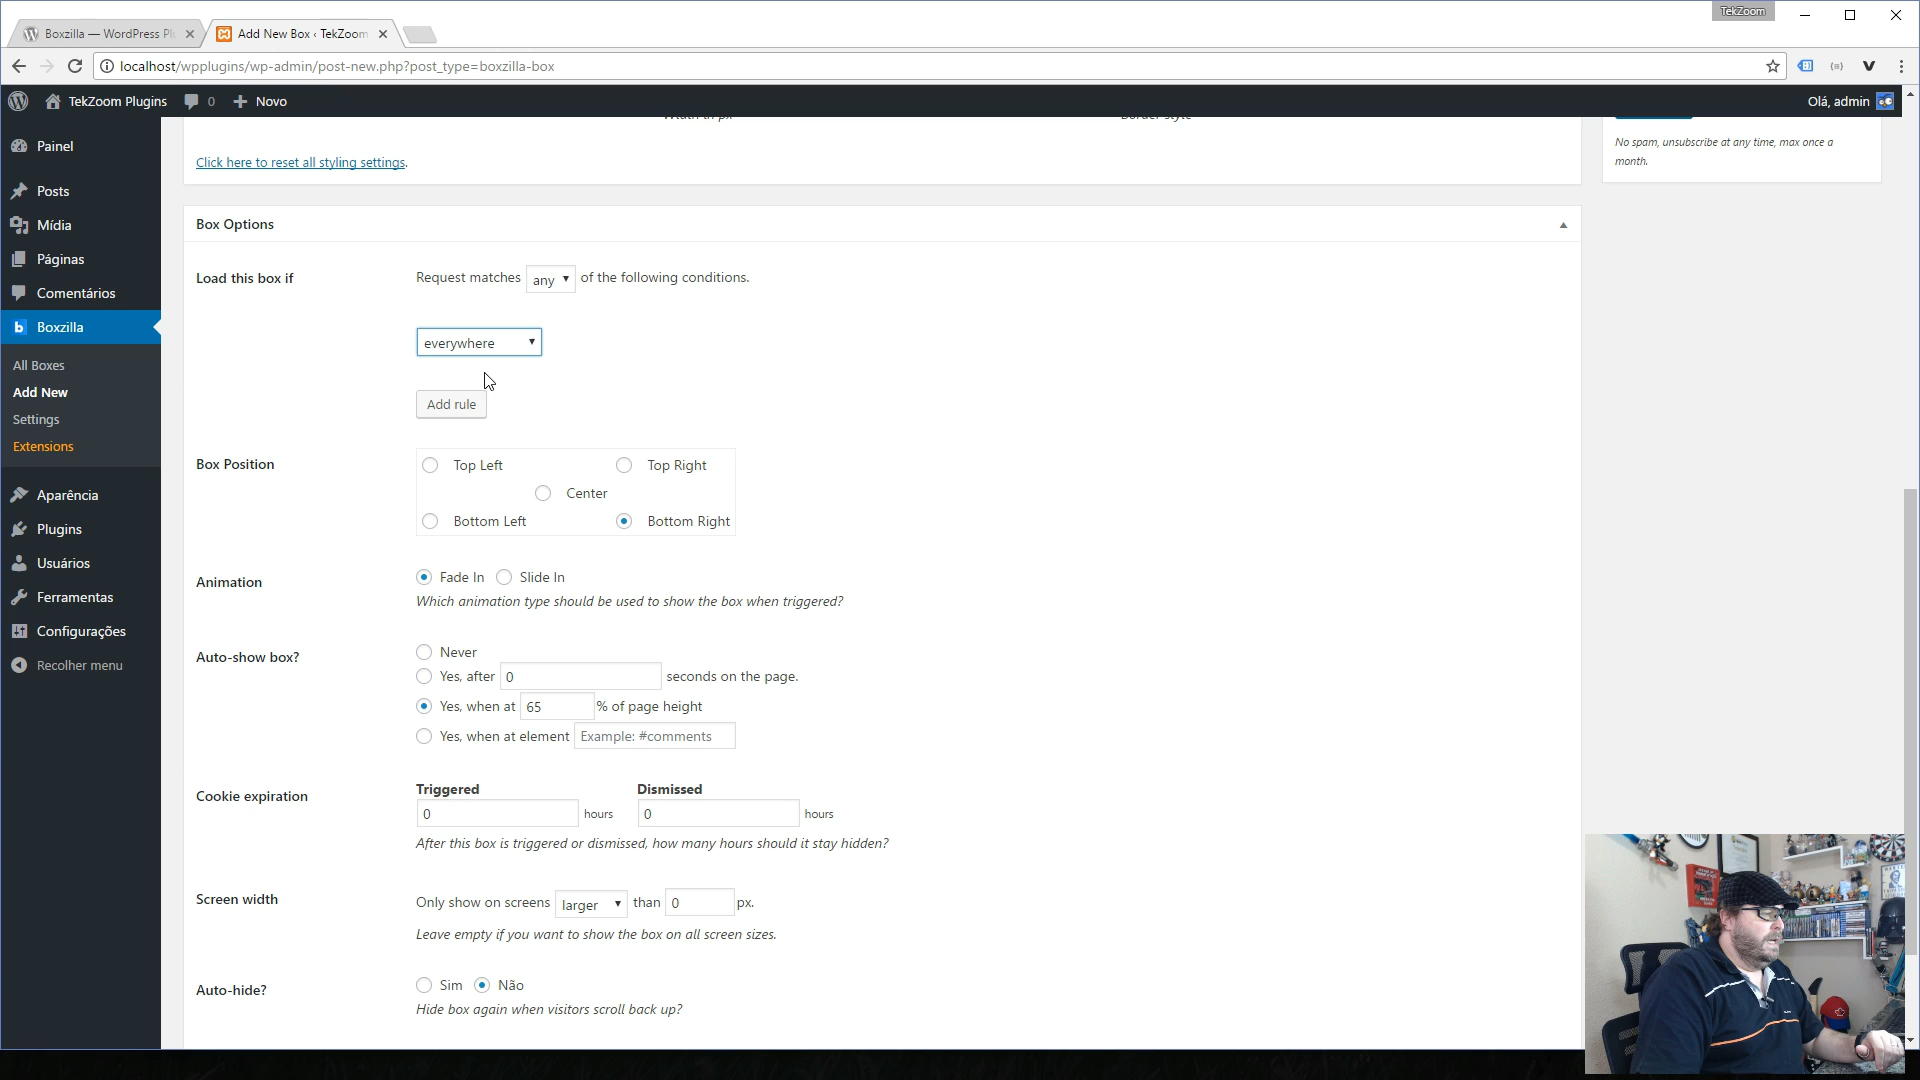 TekZoom
Boxzilla — WordPress Pl
Add New Box ‹ TekZoom
localhost/wpplugins/wp-admin/post-new.php?post_type=boxzilla-box
TekZoom Plugins 0 Novo
Olá, admin
Painel
Posts
Mídia
Páginas
Comentários
Boxzilla
All Boxes
Add New
Settings
Extensions
Aparência
Plugins
Usuários
Ferramentas
Configurações
Recolher menu
Width in px
Border style
Click here to reset all styling settings.
No spam, unsubscribe at any time, max once a
month.
Box Options
Load this box if
Request matches any of the following conditions.
everywhere
Add rule
Box Position
Top Left Top Right
Center
Bottom Left Bottom Right
Animation
Fade In Slide In
Which animation type should be used to show the box when triggered?
Auto-show box?
Never
Yes, after 0 seconds on the page.
Yes, when at 65 % of page height
Yes, when at element Example: #comments
Cookie expiration
Triggered Dismissed
0 hours 0 hours
After this box is triggered or dismissed, how many hours should it stay hidden?
Screen width
Only show on screens larger than 0 px.
Leave empty if you want to show the box on all screen sizes.
Auto-hide?
Sim Não
Hide box again when visitors scroll back up?